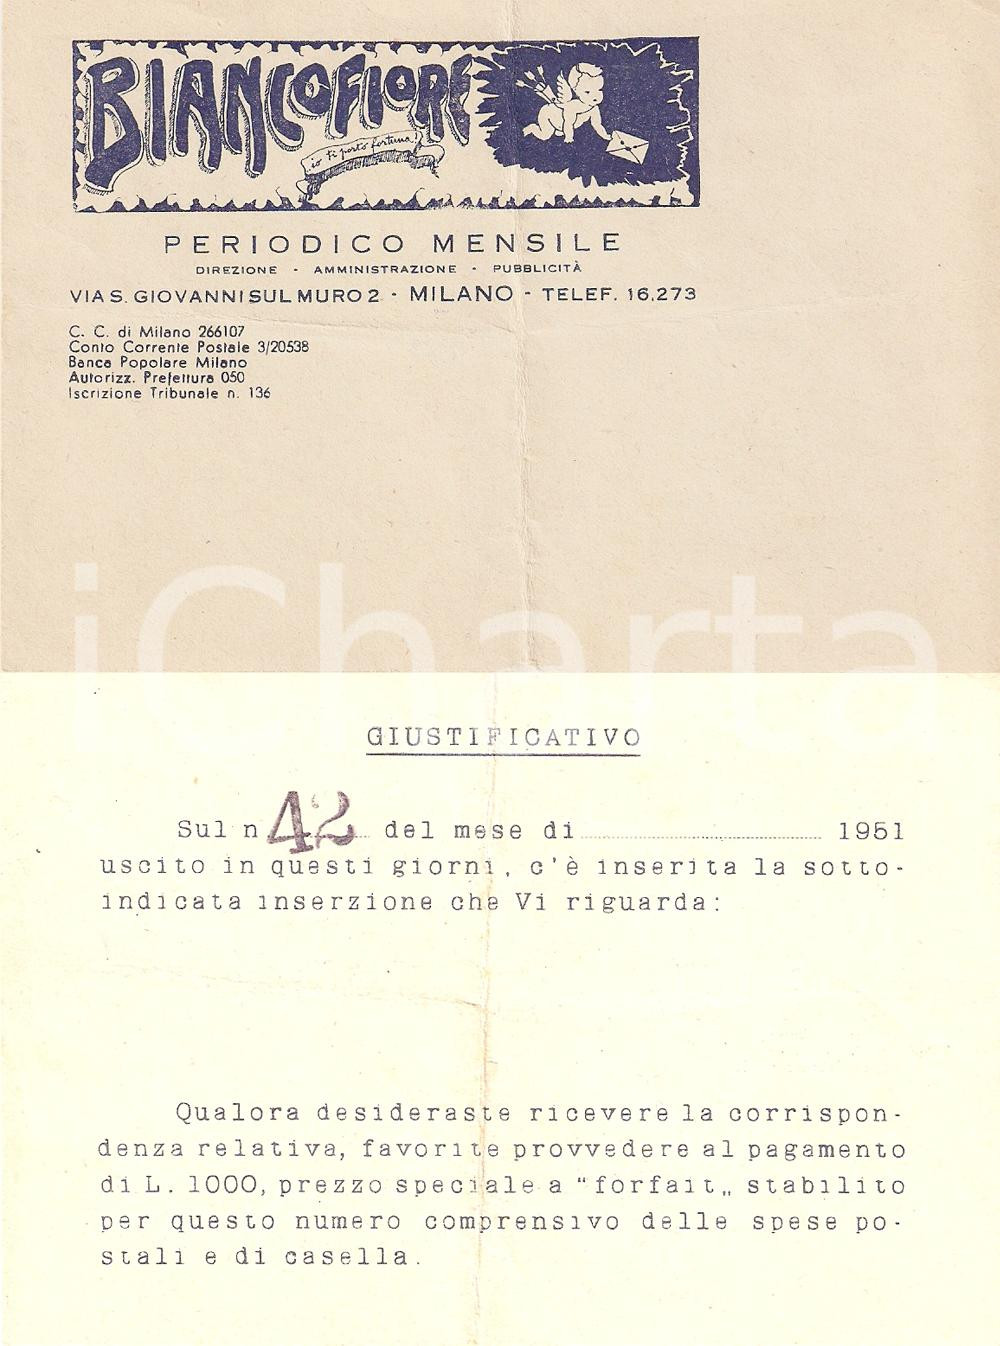 BIANCOFIORE
io ti porto fortuna!
PERIODICO MENSILE
DIREZIONE - AMMINISTRAZIONE - PUBBLICITÀ
VIA S. GIOVANNI SUL MURO 2 - MILANO - TELEF. 16.273
C. C. di Milano 266107
Conto Corrente Postale 3/20538
Banca Popolare Milano
Autorizz. Prefettura 050
Iscrizione Tribunale n. 136
iCharta
GIUSTIFICATIVO
Sul n. 42 del mese di ........................ 1951
uscito in questi giorni, c'è inserita la sotto-
indicata inserzione che Vi riguarda:
Qualora desideraste ricevere la corrispon-
denza relativa, favorite provvedere al pagamento
di L. 1000, prezzo speciale a “forfait„ stabilito
per questo numero comprensivo delle spese po-
stali e di casella.